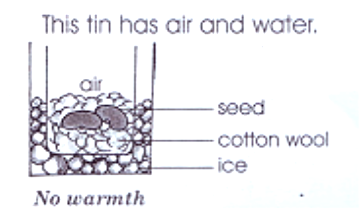 This tin has air and water.
air
seed
cotton wool
ice
No warmth